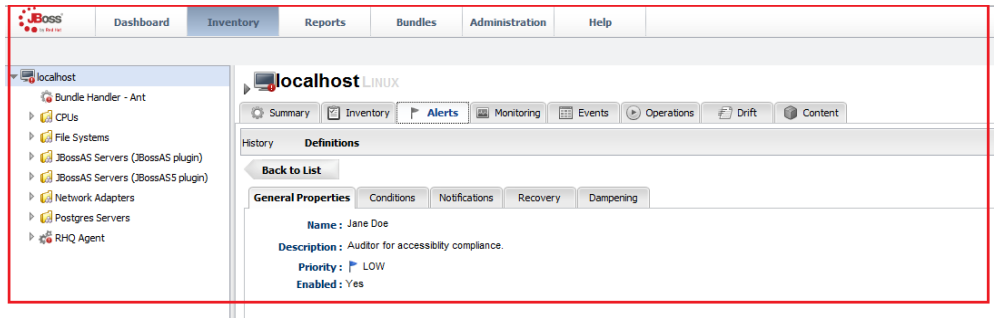 JBoss
by Red Hat
Dashboard
Inventory
Reports
Bundles
Administration
Help
localhost
Bundle Handler - Ant
CPUs
File Systems
JBossAS Servers (JBossAS plugin)
JBossAS Servers (JBossAS5 plugin)
Network Adapters
Postgres Servers
RHQ Agent
localhost LINUX
Summary
Inventory
Alerts
Monitoring
Events
Operations
Drift
Content
History
Definitions
Back to List
General Properties
Conditions
Notifications
Recovery
Dampening
Name : Jane Doe
Description : Auditor for accessiblity compliance.
Priority : LOW
Enabled : Yes